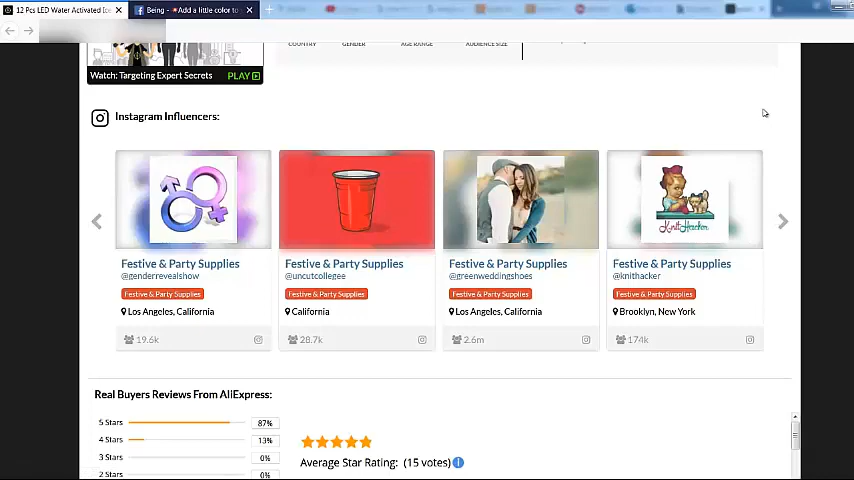 12 Pcs LED Water Activated Ice
Being - Add a little color to
COUNTRY GENDER AGE RANGE AUDIENCE SIZE
Watch: Targeting Expert Secrets PLAY
Instagram Influencers:
Festive & Party Supplies
@genderrevealshow
Festive & Party Supplies
Los Angeles, California
19.6k
Festive & Party Supplies
@uncutcollegee
Festive & Party Supplies
California
28.7k
Festive & Party Supplies
@greenweddingshoes
Festive & Party Supplies
Los Angeles, California
2.6m
KnitHacker
Festive & Party Supplies
@knithacker
Festive & Party Supplies
Brooklyn, New York
174k
Real Buyers Reviews From AliExpress:
5 Stars 87%
4 Stars 13%
3 Stars 0%
2 Stars 0%
Average Star Rating: (15 votes)